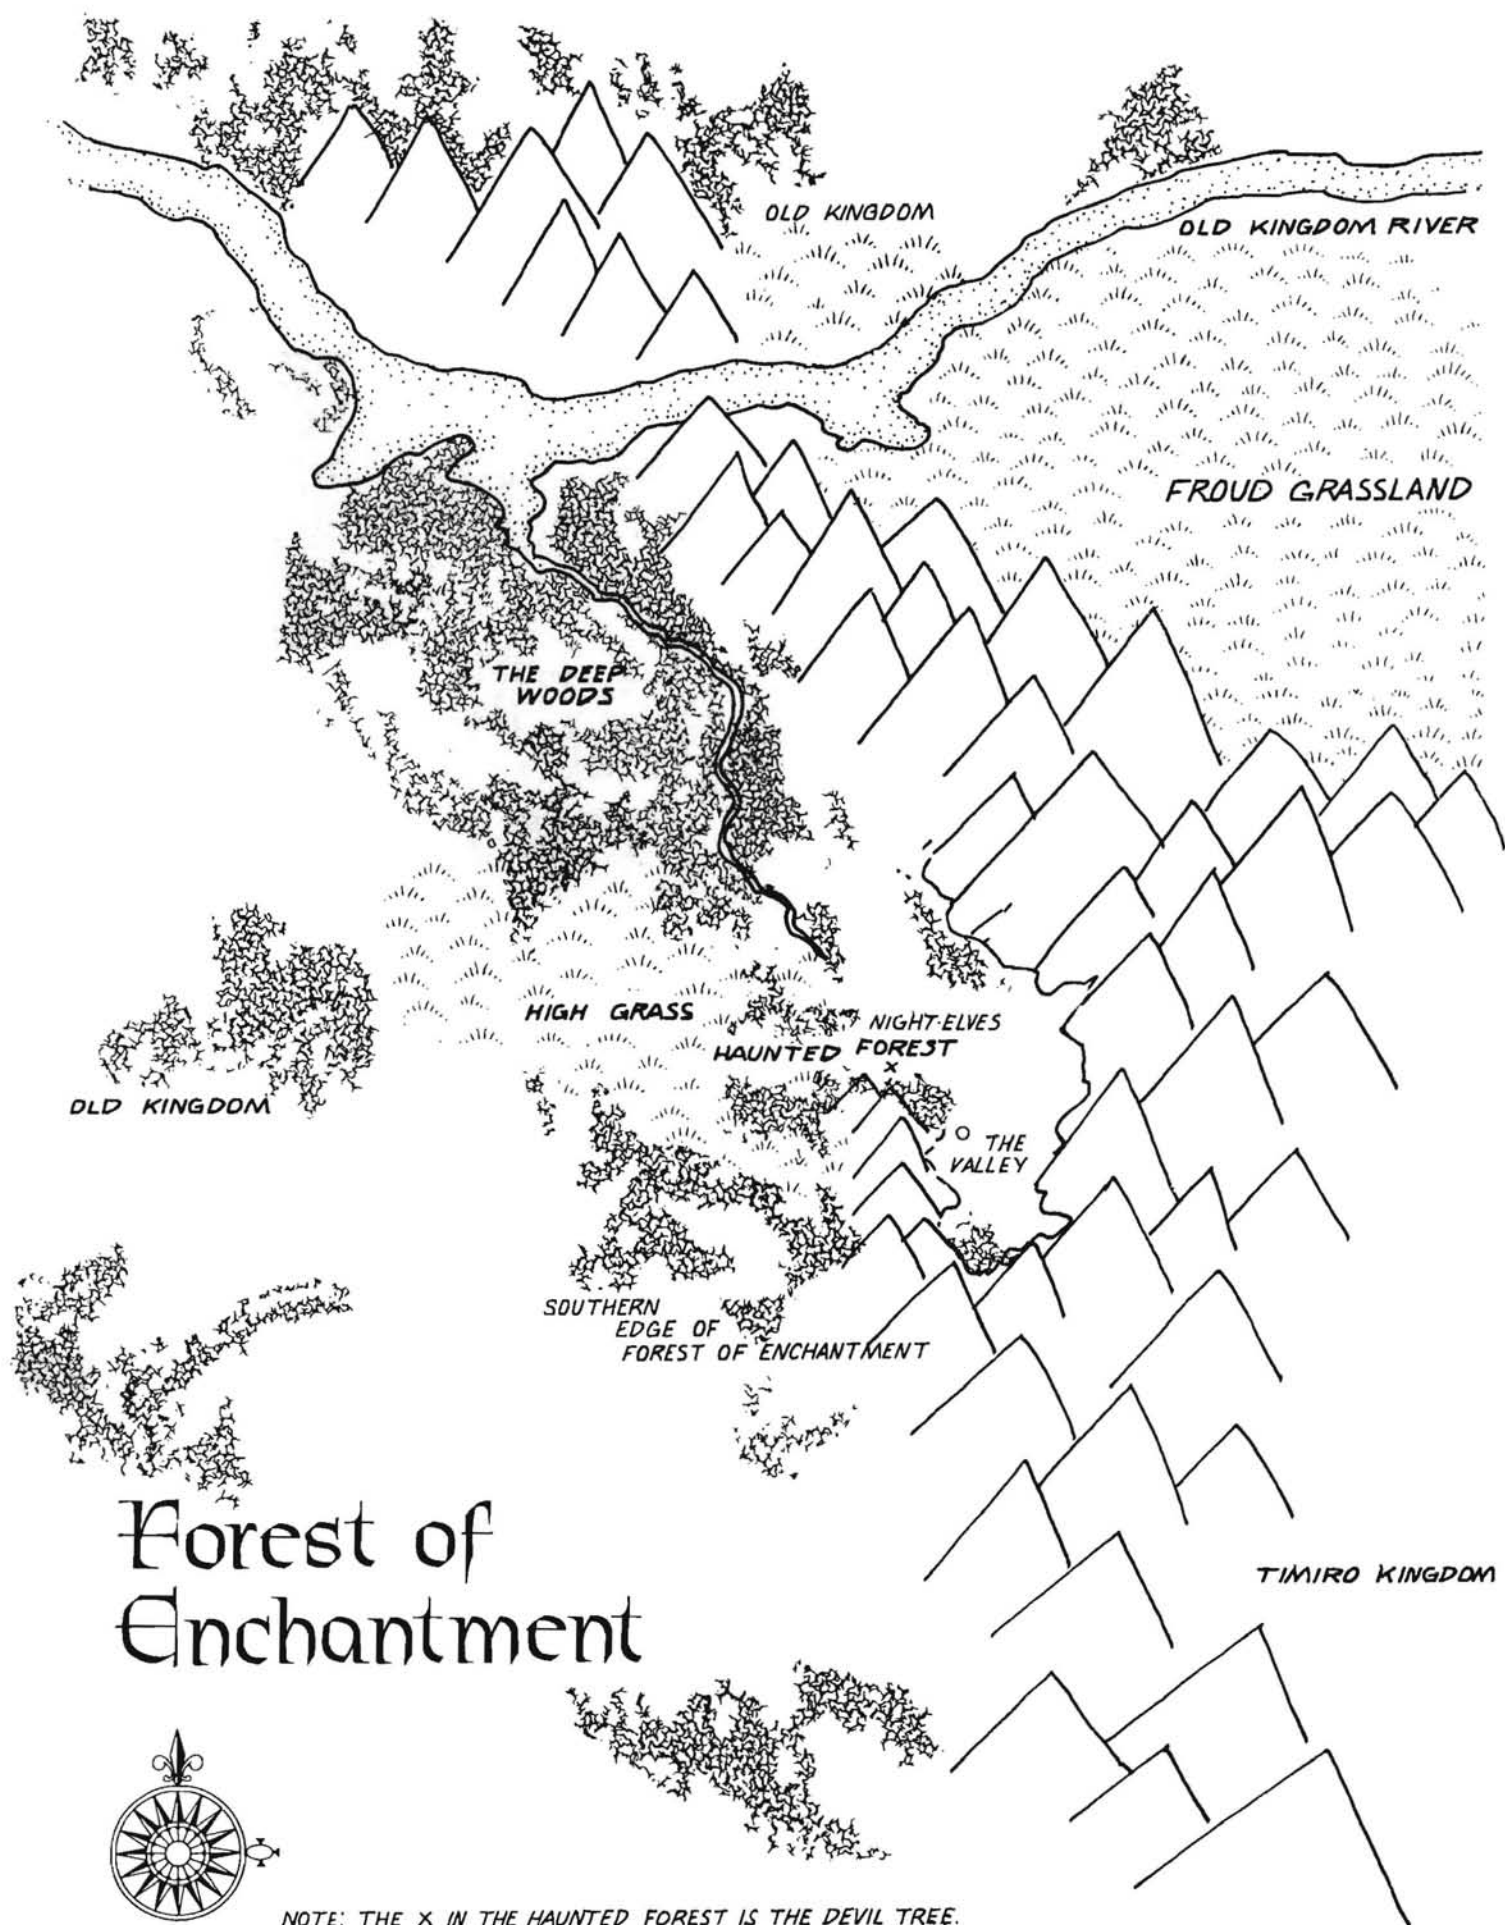 OLD KINGDOM
OLD KINGDOM RIVER
FROUD GRASSLAND
THE DEEP
WOODS
HIGH GRASS
NIGHT-ELVES
HAUNTED FOREST
X
OLD KINGDOM
THE
VALLEY
SOUTHERN
EDGE OF
FOREST OF ENCHANTMENT
Forest of
Enchantment
TIMIRO KINGDOM
NOTE: THE X IN THE HAUNTED FOREST IS THE DEVIL TREE.